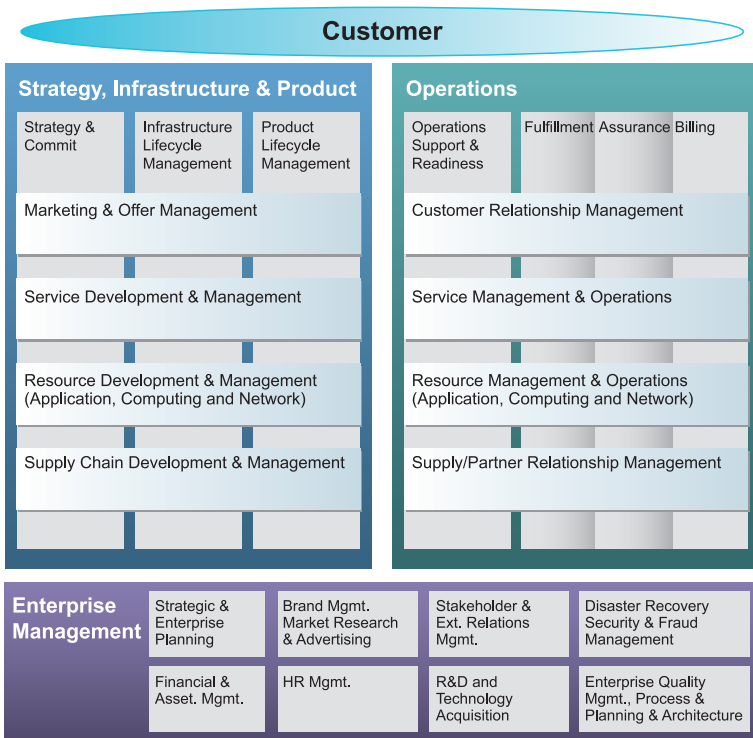 Customer
Strategy, Infrastructure & Product
Strategy &
Commit
Infrastructure
Lifecycle
Management
Product
Lifecycle
Management
Marketing & Offer Management
Service Development & Management
Resource Development & Management
(Application, Computing and Network)
Supply Chain Development & Management
Operations
Operations
Support &
Readiness
Fulfillment
Assurance
Billing
Customer Relationship Management
Service Management & Operations
Resource Management & Operations
(Application, Computing and Network)
Supply/Partner Relationship Management
Enterprise
Management
Strategic &
Enterprise
Planning
Brand Mgmt.
Market Research
& Advertising
Stakeholder &
Ext. Relations
Mgmt.
Disaster Recovery
Security & Fraud
Management
Financial &
Asset. Mgmt.
HR Mgmt.
R&D and
Technology
Acquisition
Enterprise Quality
Mgmt., Process &
Planning & Architecture